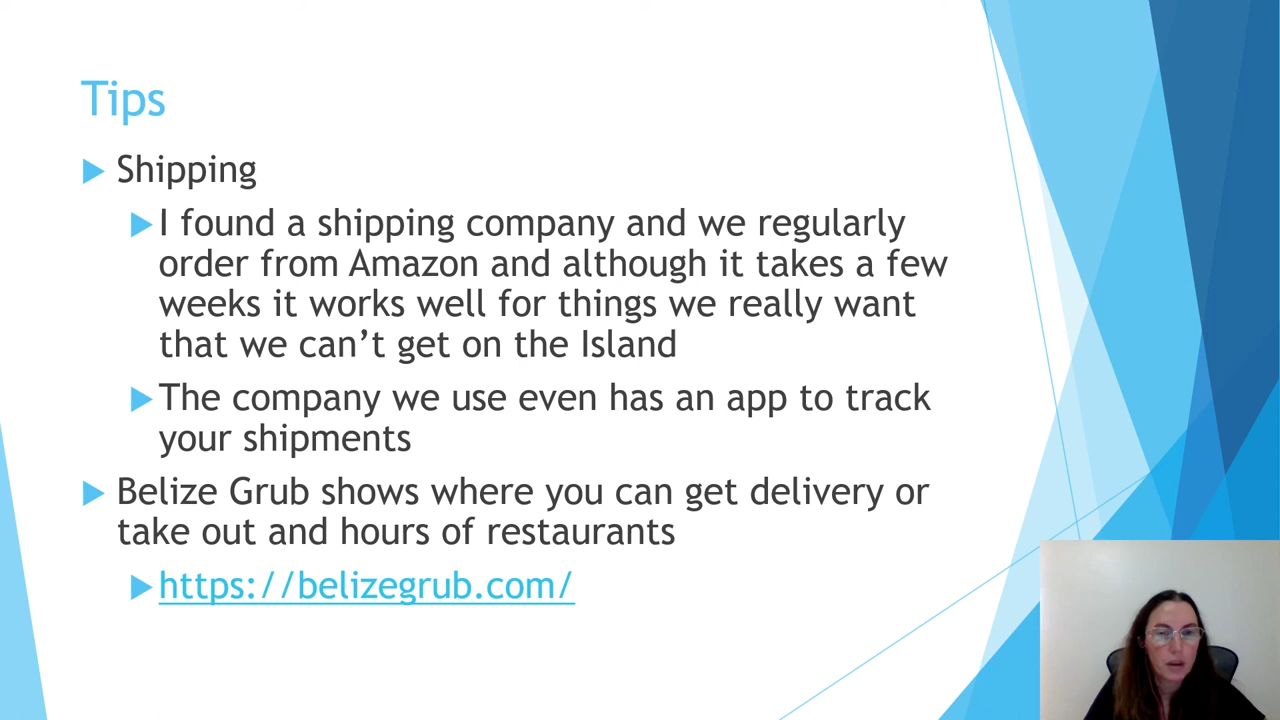 Tips
Shipping
I found a shipping company and we regularly
order from Amazon and although it takes a few
weeks it works well for things we really want
that we can’t get on the Island
The company we use even has an app to track
your shipments
Belize Grub shows where you can get delivery or
take out and hours of restaurants
https://belizegrub.com/